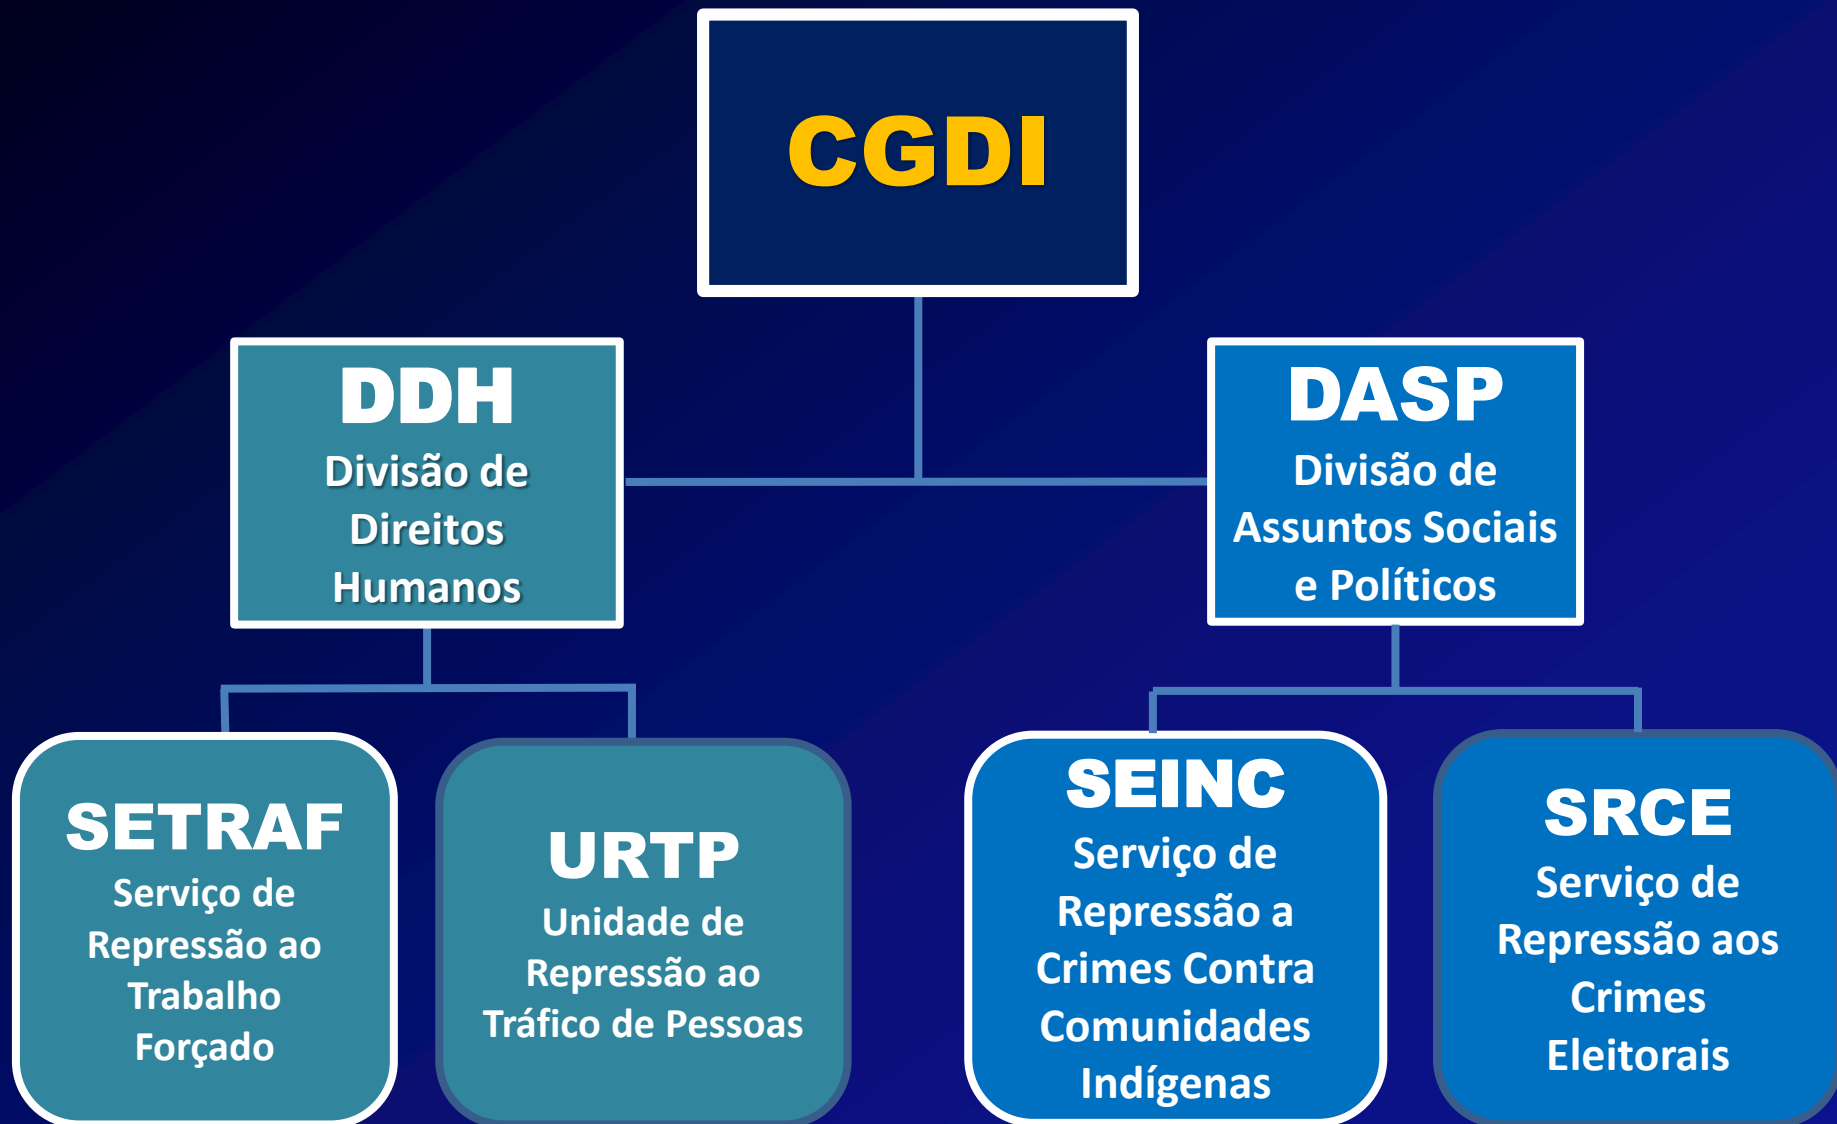 CGDI
DDH
Divisão de
Direitos
Humanos
DASP
Divisão de
Assuntos Sociais
e Políticos
SETRAF
Serviço de
Repressão ao
Trabalho
Forçado
URTP
Unidade de
Repressão ao
Tráfico de Pessoas
SEINC
Serviço de
Repressão a
Crimes Contra
Comunidades
Indígenas
SRCE
Serviço de
Repressão aos
Crimes
Eleitorais